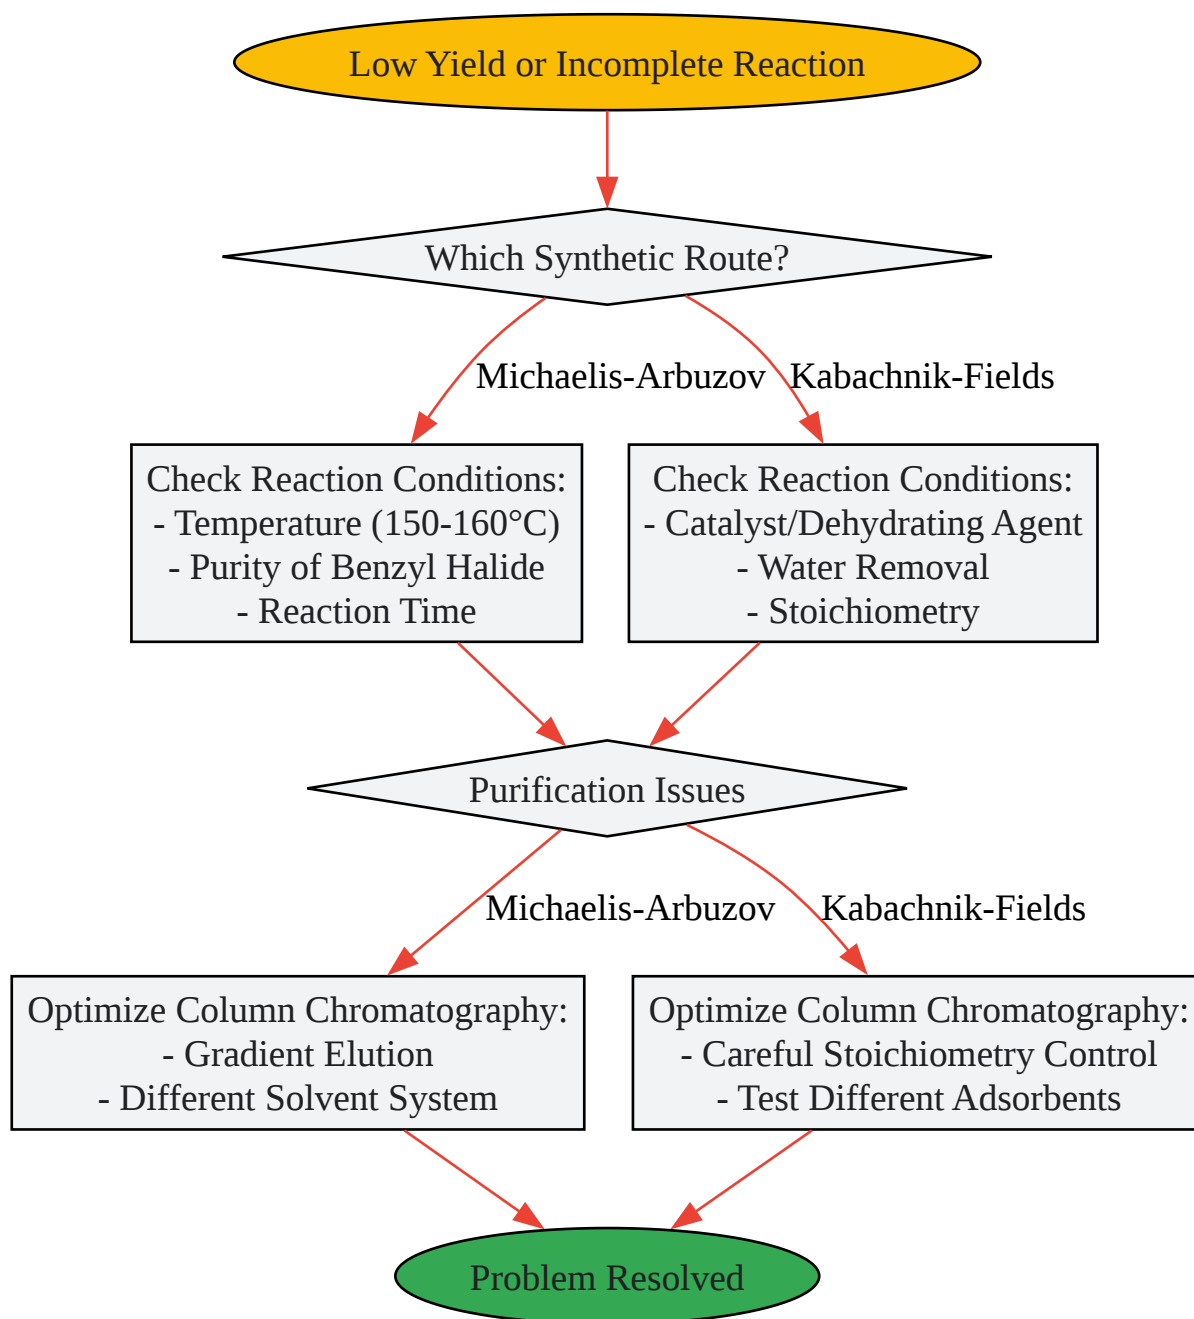 Low Yield or Incomplete Reaction
Which Synthetic Route?
Michaelis-Arbuzov
Kabachnik-Fields
Check Reaction Conditions:
- Temperature (150-160°C)
- Purity of Benzyl Halide
- Reaction Time
Check Reaction Conditions:
- Catalyst/Dehydrating Agent
- Water Removal
- Stoichiometry
Purification Issues
Michaelis-Arbuzov
Kabachnik-Fields
Optimize Column Chromatography:
- Gradient Elution
- Different Solvent System
Optimize Column Chromatography:
- Careful Stoichiometry Control
- Test Different Adsorbents
Problem Resolved